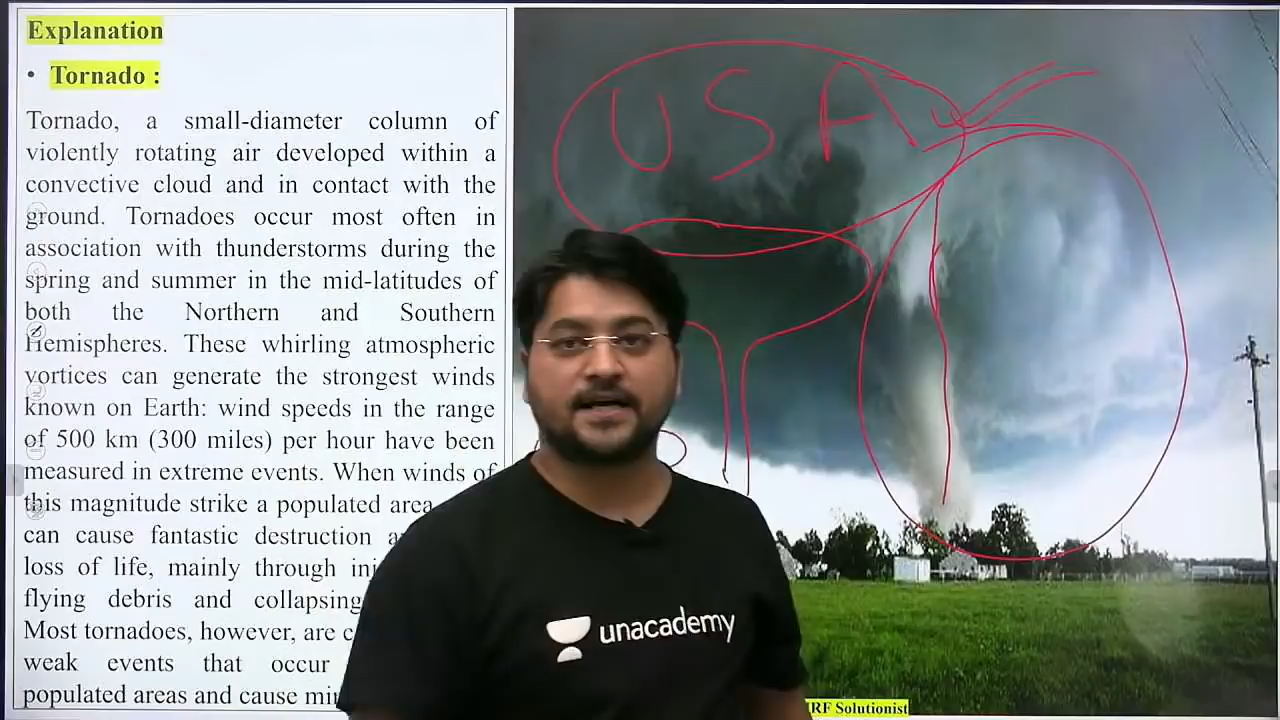 Explanation
• Tornado :
Tornado, a small-diameter column of
violently rotating air developed within a
convective cloud and in contact with the
ground. Tornadoes occur most often in
association with thunderstorms during the
spring and summer in the mid-latitudes of
both the Northern and Southern
Hemispheres. These whirling atmospheric
vortices can generate the strongest winds
known on Earth: wind speeds in the range
of 500 km (300 miles) per hour have been
measured in extreme events. When winds of
this magnitude strike a populated area
can cause fantastic destruction
loss of life, mainly through
flying debris and collapsing
Most tornadoes, however, are
weak events that occur
populated areas and cause
USA
unacademy
RF Solutionist